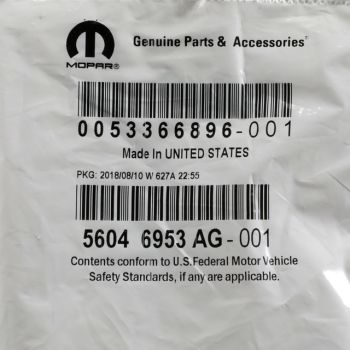 Genuine Parts & Accessories™
MOPAR®
0053366896-001
Made In UNITED STATES
PKG: 2018/08/10 W 627A 22:55
5604 6953 AG-001
Contents conform to U.S.Federal Motor Vehicle
Safety Standards, if any are applicable.